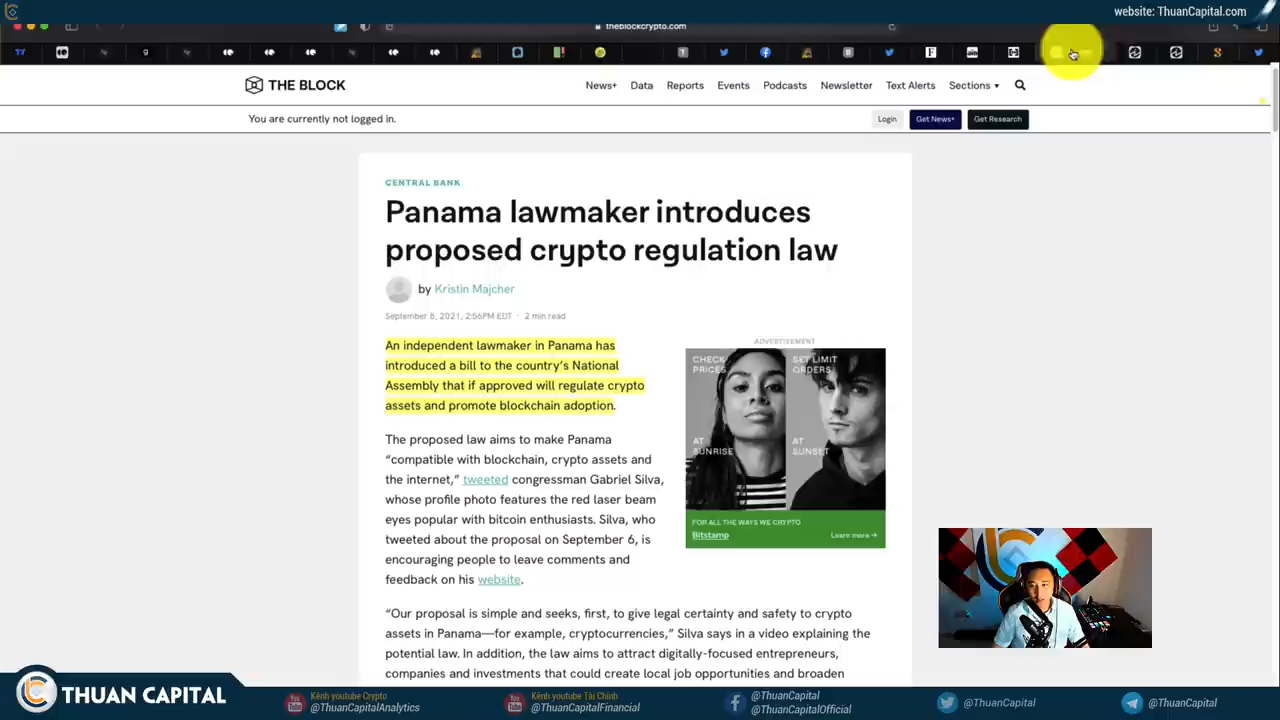 website: ThuanCapital.com
theblockcrypto.com
THE BLOCK
News+ Data Reports Events Podcasts Newsletter Text Alerts Sections
You are currently not logged in.
Login Get News+ Get Research
CENTRAL BANK
Panama lawmaker introduces
proposed crypto regulation law
by Kristin Majcher
September 8, 2021, 2:56PM EDT · 2 min read
An independent lawmaker in Panama has
introduced a bill to the country’s National
Assembly that if approved will regulate crypto
assets and promote blockchain adoption.
ADVERTISEMENT
CHECK
PRICES
SET LIMIT
ORDERS
AT
SUNRISE
AT
SUNSET
FOR ALL THE WAYS WE CRYPTO
Bitstamp Learn more →
The proposed law aims to make Panama
“compatible with blockchain, crypto assets and
the internet,” tweeted congressman Gabriel Silva,
whose profile photo features the red laser beam
eyes popular with bitcoin enthusiasts. Silva, who
tweeted about the proposal on September 6, is
encouraging people to leave comments and
feedback on his website.
“Our proposal is simple and seeks, first, to give legal certainty and safety to crypto
assets in Panama—for example, cryptocurrencies,” Silva says in a video explaining the
potential law. In addition, the law aims to attract digitally-focused entrepreneurs,
companies and investments that could create local job opportunities and broaden
THUAN CAPITAL
Kênh youtube Crypto
@ThuanCapitalAnalytics
Kênh youtube Tài Chính
@ThuanCapitalFinancial
@ThuanCapital
@ThuanCapitalOfficial
@ThuanCapital
@ThuanCapital